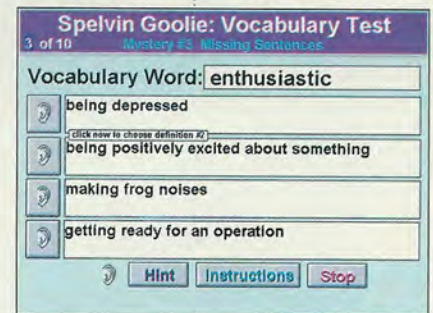 Spelvin Goolie: Vocabulary Test
3 of 10 Mystery #3 Missing Sentences
Vocabulary Word: enthusiastic
being depressed
click now to choose definition #2
being positively excited about something
making frog noises
getting ready for an operation
Hint Instructions Stop